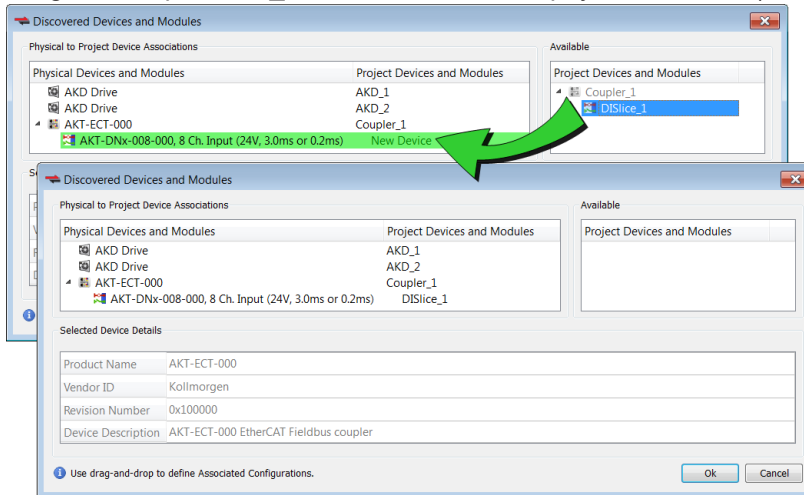 Discovered Devices and Modules
Physical to Project Device Associations
Available
Physical Devices and Modules Project Devices and Modules
Project Devices and Modules
AKD Drive AKD_1
Coupler_1
AKD Drive AKD_2
DISlice_1
AKT-ECT-000 Coupler_1
AKT-DNx-008-000, 8 Ch. Input (24V, 3.0ms or 0.2ms) New Device
Discovered Devices and Modules
Physical to Project Device Associations
Available
Physical Devices and Modules Project Devices and Modules
Project Devices and Modules
AKD Drive AKD_1
AKD Drive AKD_2
AKT-ECT-000 Coupler_1
AKT-DNx-008-000, 8 Ch. Input (24V, 3.0ms or 0.2ms) DISlice_1
Selected Device Details
Product Name AKT-ECT-000
Vendor ID Kollmorgen
Revision Number 0x100000
Device Description AKT-ECT-000 EtherCAT Fieldbus coupler
Use drag-and-drop to define Associated Configurations.
Ok Cancel